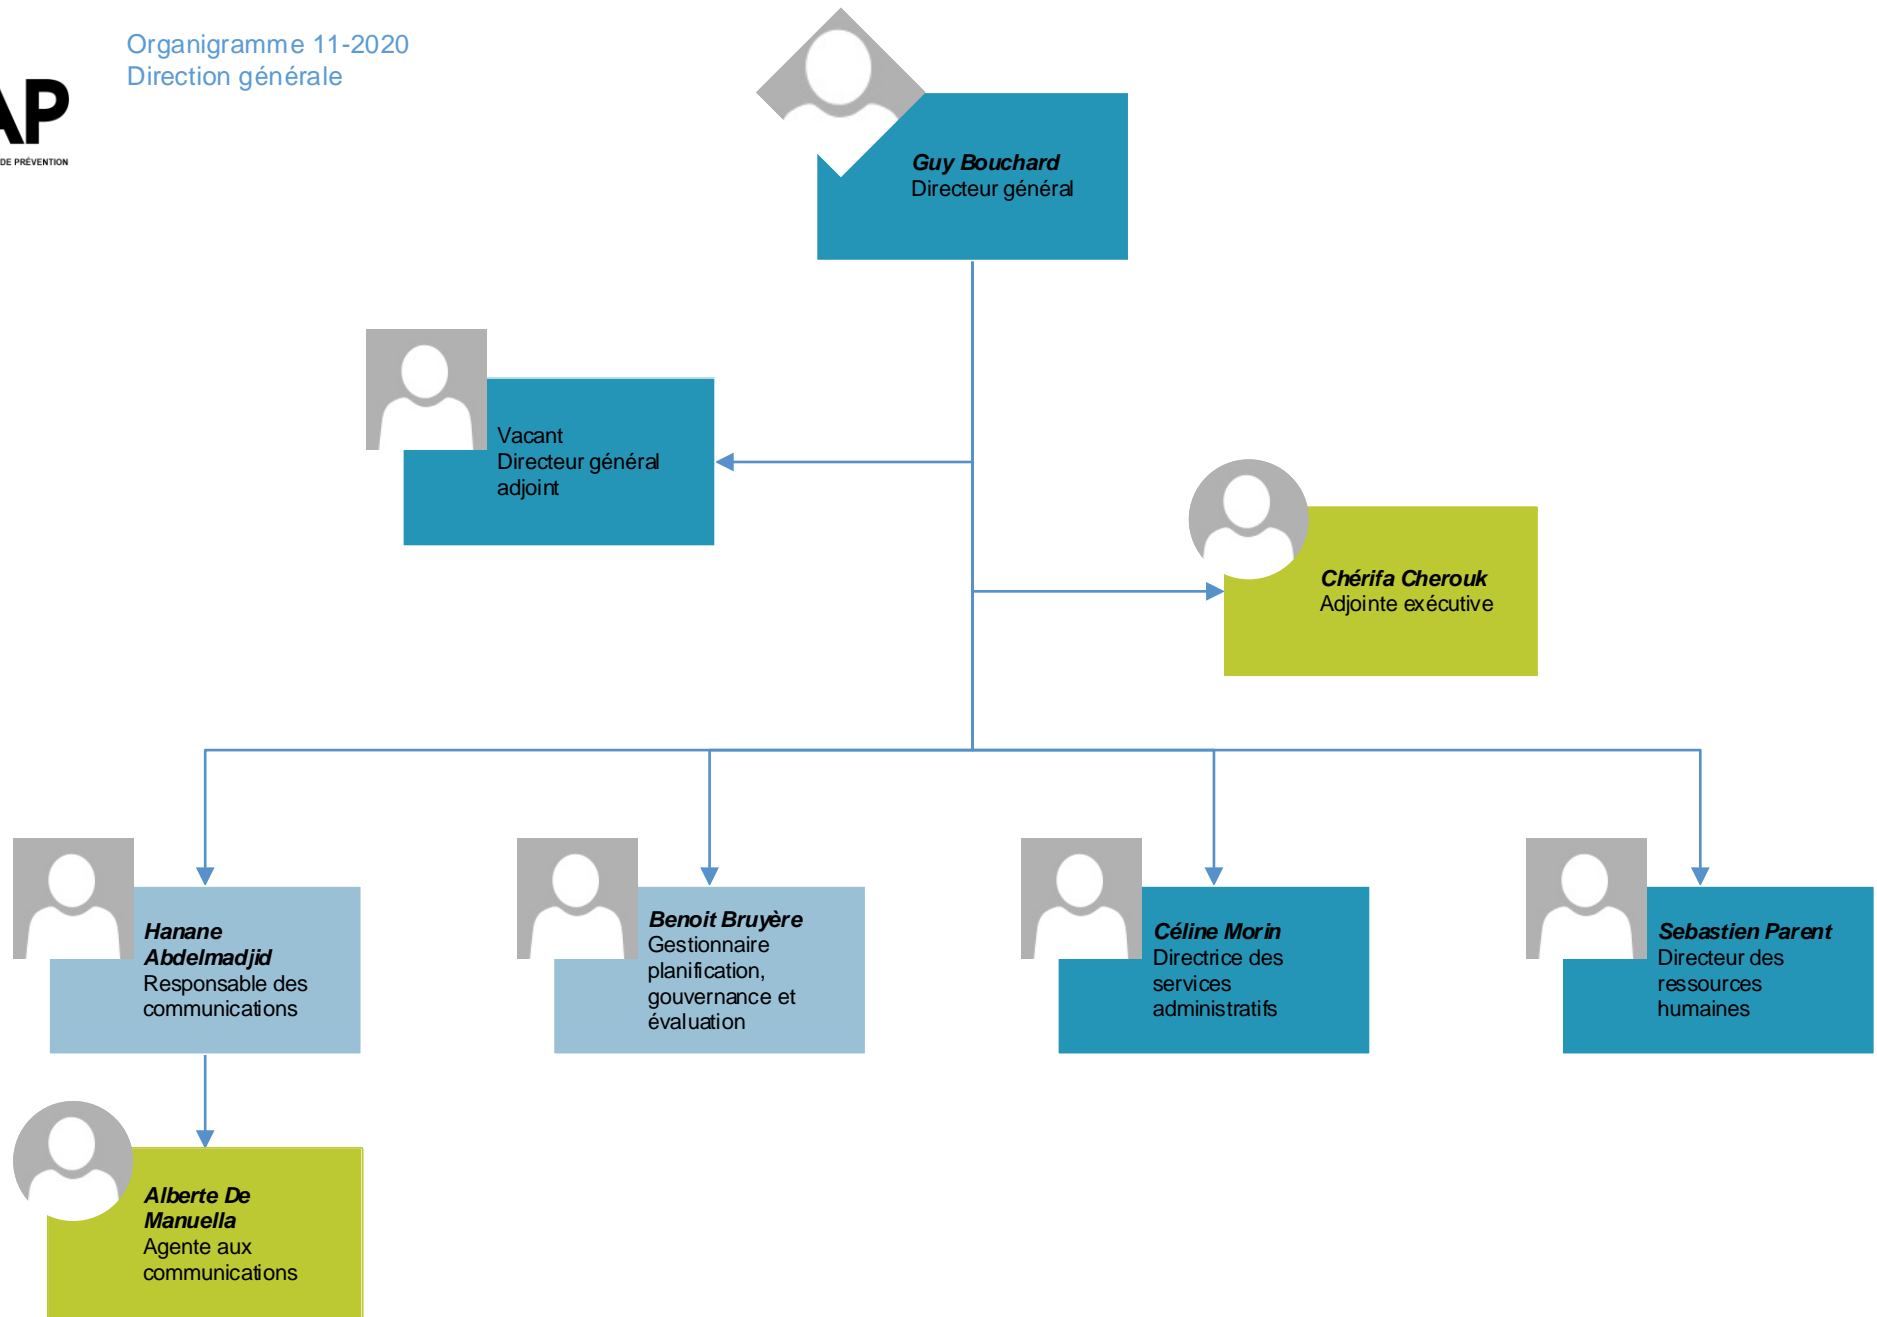 Organigramme 11-2020
Direction générale
AP
DE PRÉVENTION
Guy Bouchard
Directeur général
Vacant
Directeur général
adjoint
Chérifa Cherouk
Adjointe exécutive
Hanane
Abdelmadjid
Responsable des
communications
Benoit Bruyère
Gestionnaire
planification,
gouvernance et
évaluation
Céline Morin
Directrice des
services
administratifs
Sebastien Parent
Directeur des
ressources
humaines
Alberte De
Manuella
Agente aux
communications